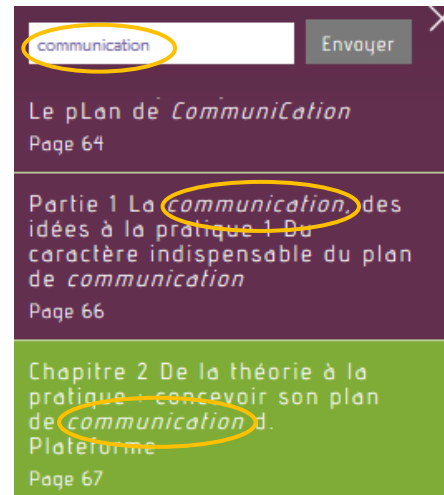 communication
Envoyer
Le pLan de CommuniCation
Page 64
Partie 1 La communication, des
idées à la pratique 1 Du
caractère indispensable du plan
de communication
Page 66
Chapitre 2 De la théorie à la
pratique : concevoir son plan
de communication d.
Plateforme
Page 67